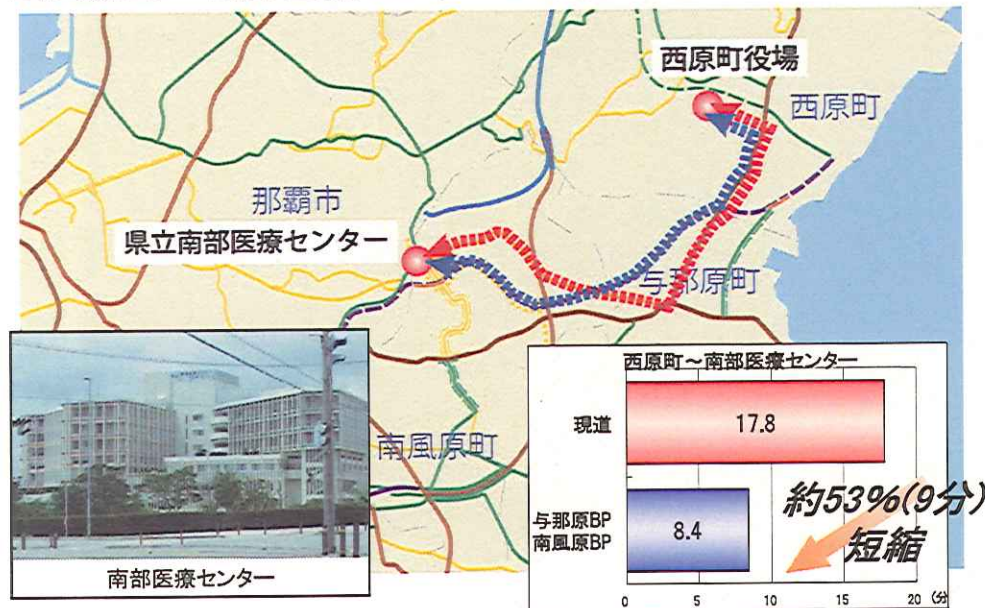 西原町役場
西原町
那覇市
県立南部医療センター
与那原町
南風原町
南部医療センター
西原町～南部医療センター
現道
17.8
与那原BP
南風原BP
8.4
約53%(9分)
短縮
0 5 10 15 20 (分)